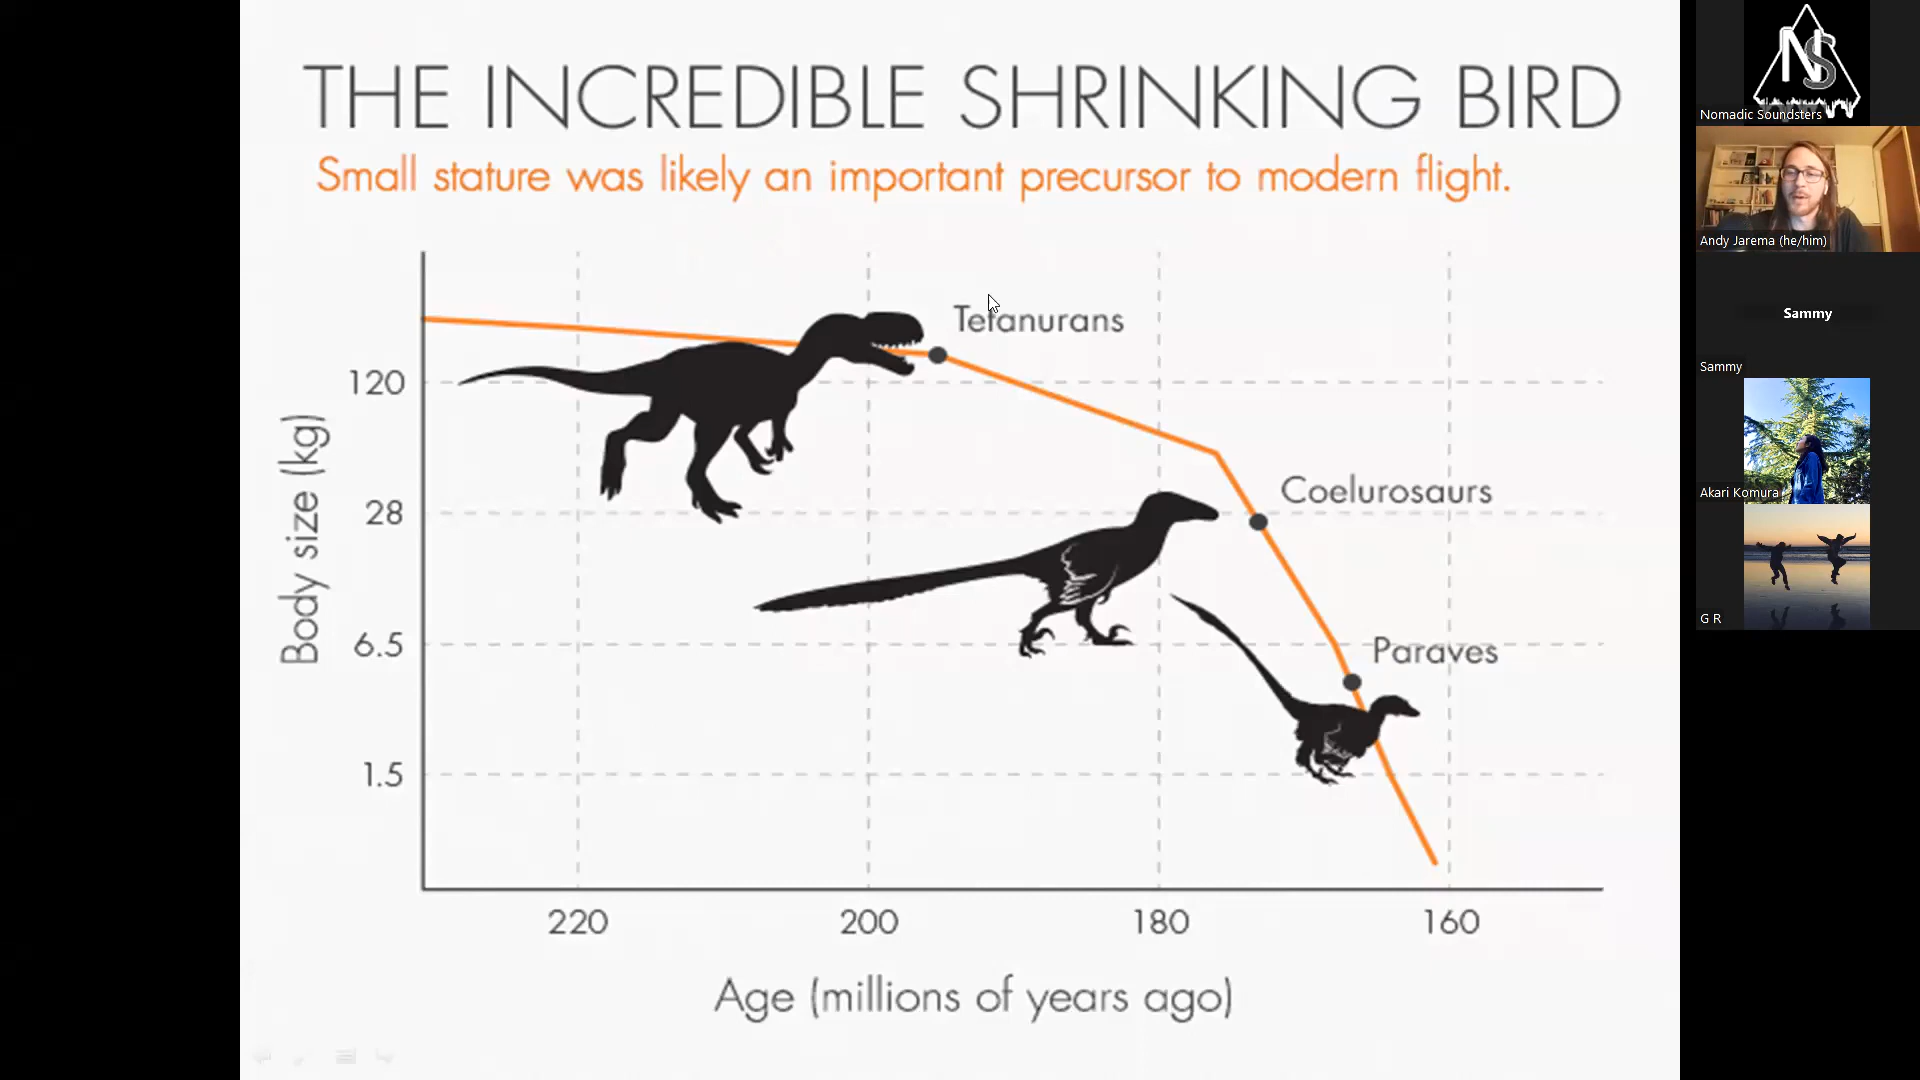 THE INCREDIBLE SHRINKING BIRD
Small stature was likely an important precursor to modern flight.
Tetanurans
120
Coelurosaurs
28
Body size (kg)
6.5
Paraves
1.5
220 200 180 160
Age (millions of years ago)
NS
Nomadic Soundsters
Andy Jarema (he/him)
Sammy
Sammy
Akari Komura
G R